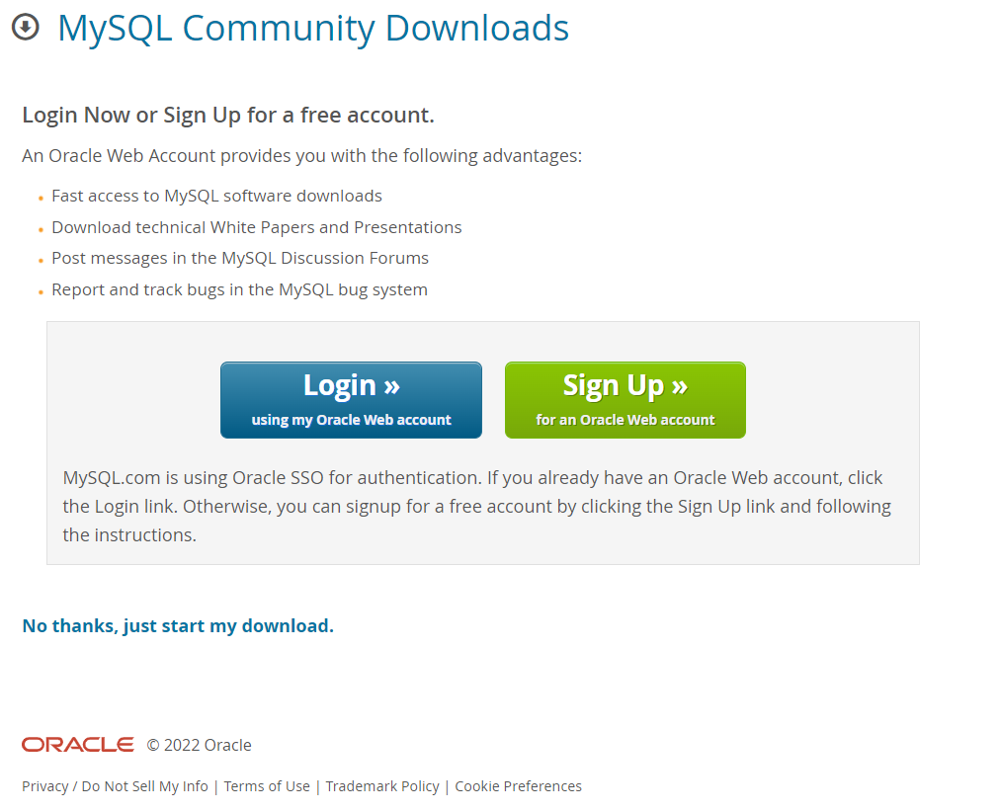 MySQL Community Downloads
Login Now or Sign Up for a free account.
An Oracle Web Account provides you with the following advantages:
Fast access to MySQL software downloads
Download technical White Papers and Presentations
Post messages in the MySQL Discussion Forums
Report and track bugs in the MySQL bug system
Login »
using my Oracle Web account
Sign Up »
for an Oracle Web account
MySQL.com is using Oracle SSO for authentication. If you already have an Oracle Web account, click
the Login link. Otherwise, you can signup for a free account by clicking the Sign Up link and following
the instructions.
No thanks, just start my download.
ORACLE © 2022 Oracle
Privacy / Do Not Sell My Info | Terms of Use | Trademark Policy | Cookie Preferences